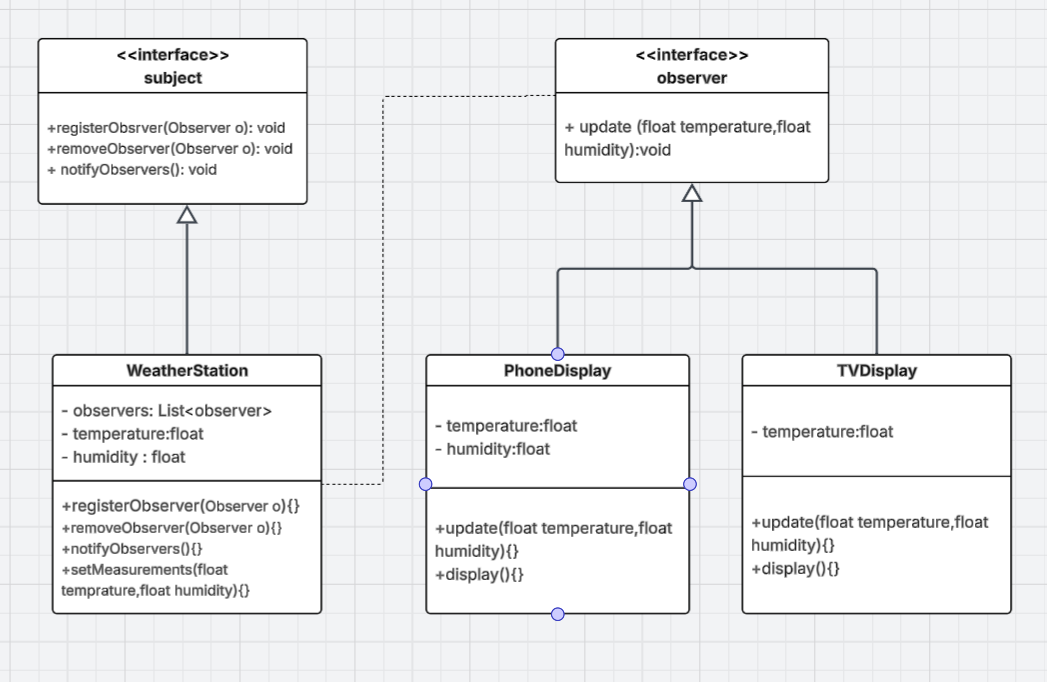 <<interface>>
subject
+registerObsrver(Observer o): void
+removeObserver(Observer o): void
+ notifyObservers(): void
<<interface>>
observer
+ update (float temperature,float
humidity):void
WeatherStation
- observers: List<observer>
- temperature:float
- humidity : float
+registerObserver(Observer o){}
+removeObserver(Observer o){}
+notifyObservers(){}
+setMeasurements(float
temprature,float humidity){}
PhoneDisplay
- temperature:float
- humidity:float
+update(float temperature,float
humidity){}
+display(){}
TVDisplay
- temperature:float
+update(float temperature,float
humidity){}
+display(){}